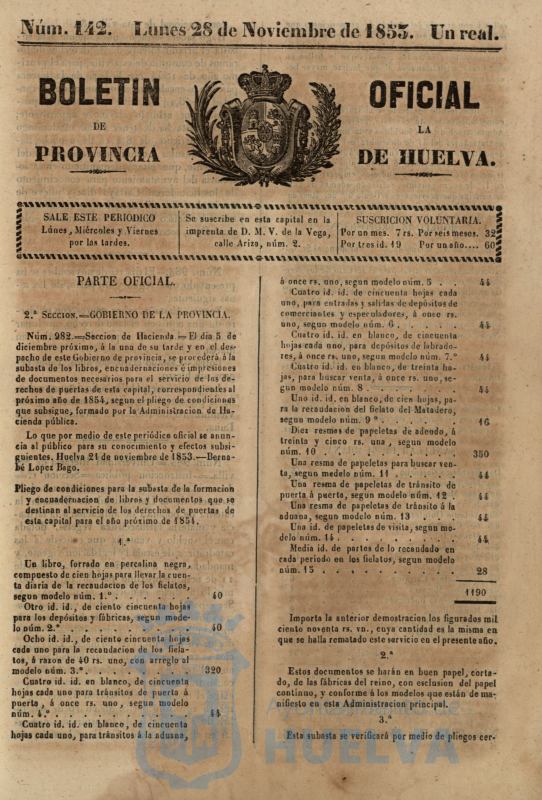 Núm. 142. Lunes 28 de Noviembre de 1853. Un real.
BOLETIN OFICIAL
DE LA
PROVINCIA DE HUELVA.
SALE ESTE PERIODICO
Lúnes, Miércoles y Viernes
por las tardes.
Se suscribe en esta capital en la
imprenta de D. M. V. de la Vega,
calle Ariza, núm. 2.
SUSCRICION VOLUNTARIA.
Por un mes. 7 rs. Por seis meses. 32
Por tres id. 19 Por un año.... 60
PARTE OFICIAL.
2.ª SECCION.=GOBIERNO DE LA PROVINCIA.
Núm. 982.—Seccion de Hacienda.—El dia 5 de
diciembre próximo, á la una de su tarde y en el des-
pacho de este Gobierno de provincia, se procederá á la
subasta de los libros, encuadernaciones é impresiones
de documentos necesarios para el servicio de los de-
rechos de puertas de esta capital, correspondientes al
próximo año de 1854, segun el pliego de condiciones
que subsigue, formado por la Administracion de Ha-
cienda pública.
Lo que por medio de este periódico oficial se anun-
cia al público para su conocimiento y efectos subsi-
guientes. Huelva 21 de noviembre de 1853.—Berna-
bé Lopez Bago.
Pliego de condiciones para la subasta de la formacion
y encuadernacion de libros y documentos que se
destinan al servicio de los derechos de puertas de
esta capital para el año próximo de 1854.
1.ª
Un libro, forrado en percalina negra,
compuesto de cien hojas para llevar la cuen-
ta diaria de la recaudacion de los fielatos,
segun modelo núm. 1.º . . . . . . 40
Otro id. id., de ciento cincuenta hojas
para los depósitos y fábricas, segun mode-
lo núm. 2.º . . . . . . . . . 40
Ocho id. id., de ciento cincuenta hojas
cada uno para la recaudacion de los fiela-
tos, á razon de 40 rs. uno, con arreglo al
modelo núm. 3.º . . . . . . . . 320
Cuatro id. id. en blanco, de cincuenta
hojas cada uno para tránsitos de puerta á
puerta, á once rs. uno, segun modelo
núm. 4.º . . . . . . . . . . 44
Cuatro id. id. en blanco, de cincuenta
hojas cada uno, para tránsitos á la aduana,
á once rs. uno, segun modelo núm. 5 . . 44
Cuatro id. id. de cincuenta hojas cada
uno, para entradas y salidas de depósitos de
comerciantes y especuladores, á once rs.
uno, segun modelo núm. 6 . . . . . 44
Cuatro id. id. en blanco, de cincuenta
hojas cada uno, para depósitos de labrado-
res, á once rs. uno, segun modelo núm. 7.º 44
Cuatro id. id. en blanco, de treinta ho-
jas, para buscar venta, á once rs. uno, se-
gun modelo núm. 8 . . . . . . . 44
Uno id. id. en blanco, de cien hojas, pa-
ra la recaudacion del fielato del Matadero,
segun modelo núm. 9 . . . . . . 16
Diez resmas de papeletas de adeudo, á
treinta y cinco rs. una, segun modelo
núm. 10 . . . . . . . . . . 350
Una resma de papeletas para buscar ven-
ta, segun modelo núm. 11 . . . . . 44
Una resma de papeletas de tránsito de
puerta á puerta, segun modelo núm. 12 . . 44
Una resma de papeletas de tránsito á la
aduana, segun modelo núm. 13 . . . . 44
Una id. de papeletas de visita, segun mo-
delo núm. 14 . . . . . . . . . 44
Media id. de partes de lo recaudado en
cada periodo en los fielatos, segun modelo
núm. 15 . . . . . . . . . . 28
1190
Importa la anterior demostracion los figurados mil
ciento noventa rs. vn., cuya cantidad es la misma en
que se halla rematado este servicio en el presente año.
2.ª
Estos documentos se harán en buen papel, corta-
do, de las fábricas del reino, con esclusion del papel
continuo, y conforme á los modelos que están de ma-
nifiesto en esta Administracion principal.
3.ª
Esta subasta se verificará por medio de pliegos cer-
HUELVA